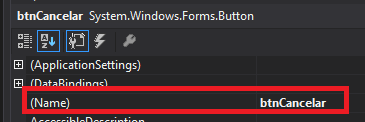 btnCancelar System.Windows.Forms.Button
(ApplicationSettings)
(DataBindings)
(Name) btnCancelar
AccessibleDescription